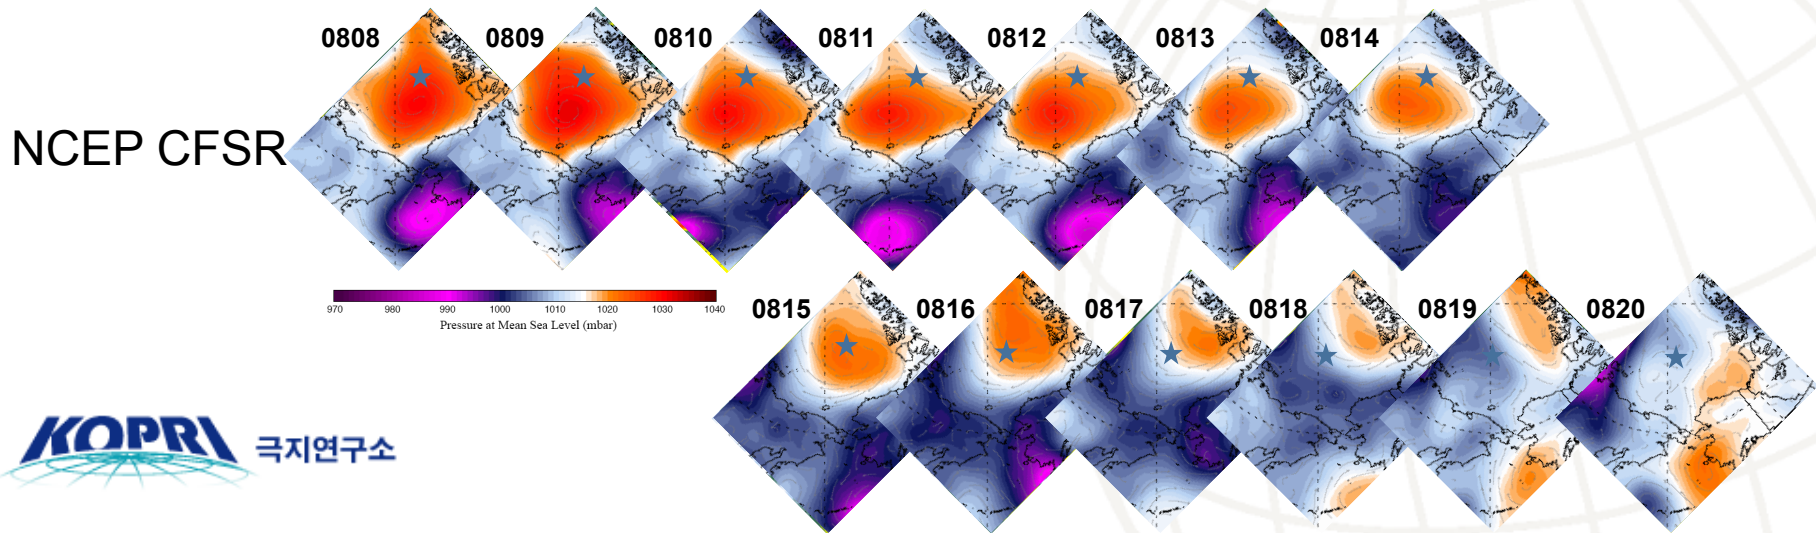 0808 0809 0810 0811 0812 0813 0814
NCEP CFSR
970 980 990 1000 1010 1020 1030 1040
Pressure at Mean Sea Level (mbar)
0815 0816 0817 0818 0819 0820
KOPRI 극지연구소